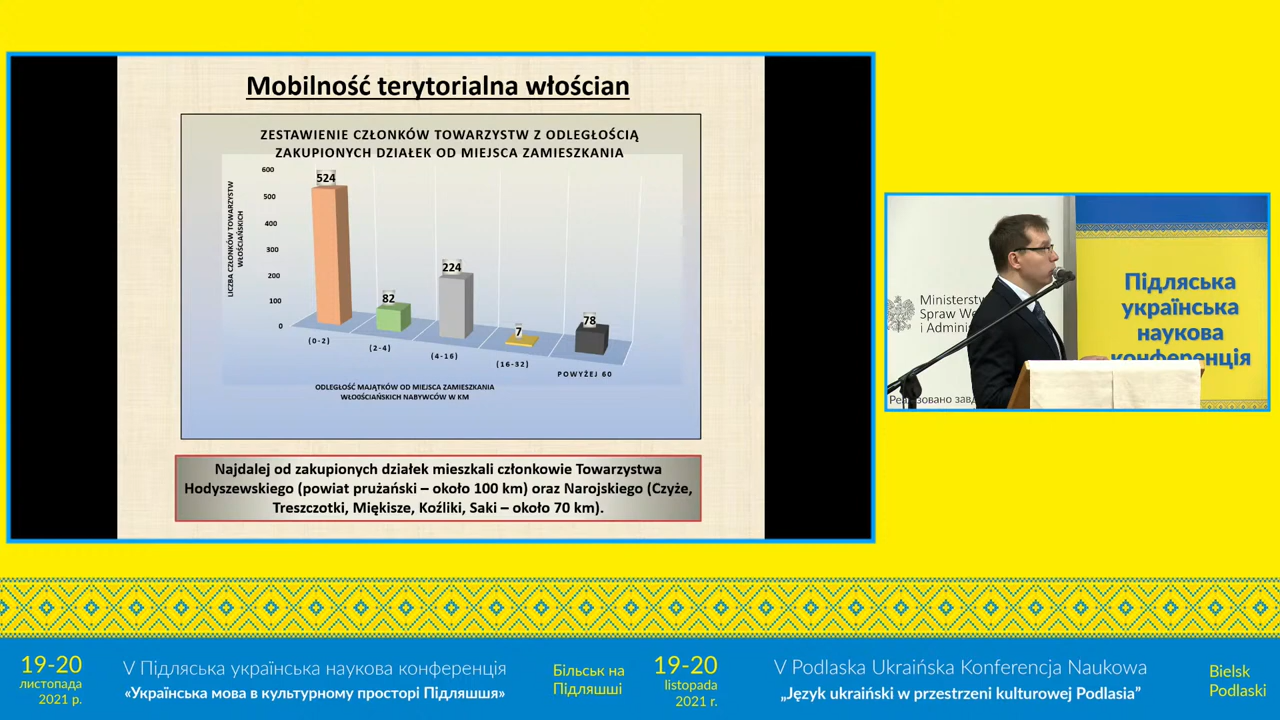 Mobilność terytorialna włościan
ZESTAWIENIE CZŁONKÓW TOWARZYSTW Z ODLEGŁOŚCIĄ
ZAKUPIONYCH DZIAŁEK OD MIEJSCA ZAMIESZKANIA
LICZBA CZŁONKÓW TOWARZYSTW
WŁOŚCIAŃSKICH
600
500
400
300
200
100
0
524
82
224
7
78
(0-2)
(2-4)
(4-16)
(16-32)
POWYŻEJ 60
ODLEGŁOŚĆ MAJĄTKÓW OD MIEJSCA ZAMIESZKANIA
WŁOOŚCIAŃSKICH NABYWCÓW W KM
Najdalej od zakupionych działek mieszkali członkowie Towarzystwa
Hodyszewskiego (powiat prużański – około 100 km) oraz Narojskiego (Czyże,
Treszczotki, Miękisze, Koźliki, Saki – około 70 km).
Spraw
i
Підляська
українська
наукова
конференція
19-20
листопада
2021 р.
V Підляська українська наукова конференція
«Українська мова в культурному просторі Підляшшя»
Більськ на
Підляшші
19-20
listopada
2021 r.
V Podlaska Ukraińska Konferencja Naukowa
„Język ukraiński w przestrzeni kulturowej Podlasia”
Bielsk
Podlaski